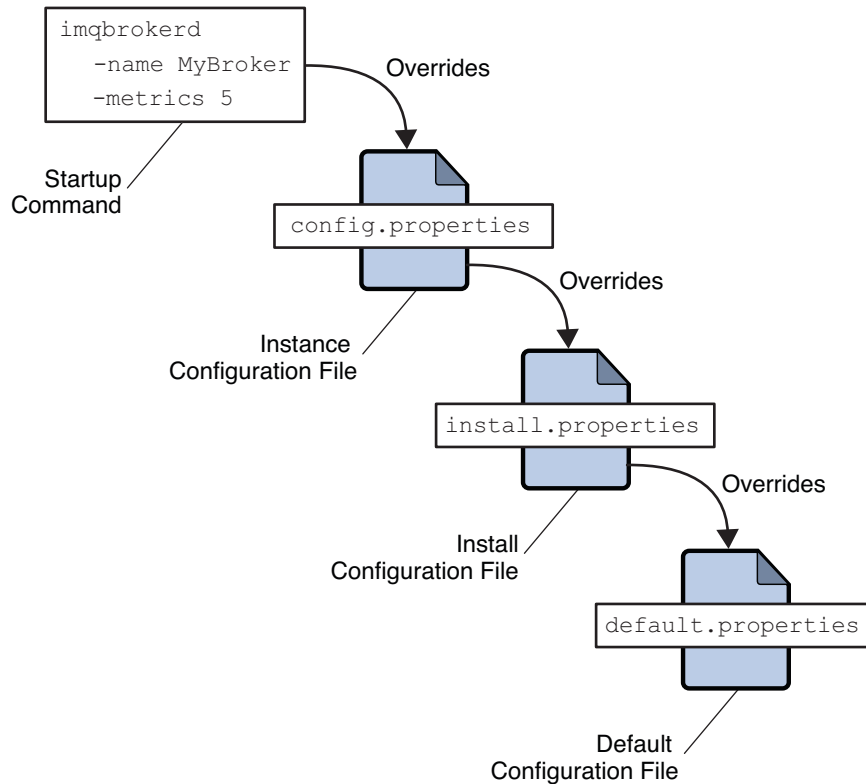 imqbrokerd
-name MyBroker
-metrics 5
Overrides
Startup
Command
config.properties
Overrides
Instance
Configuration File
install.properties
Overrides
Install
Configuration File
default.properties
Default
Configuration File